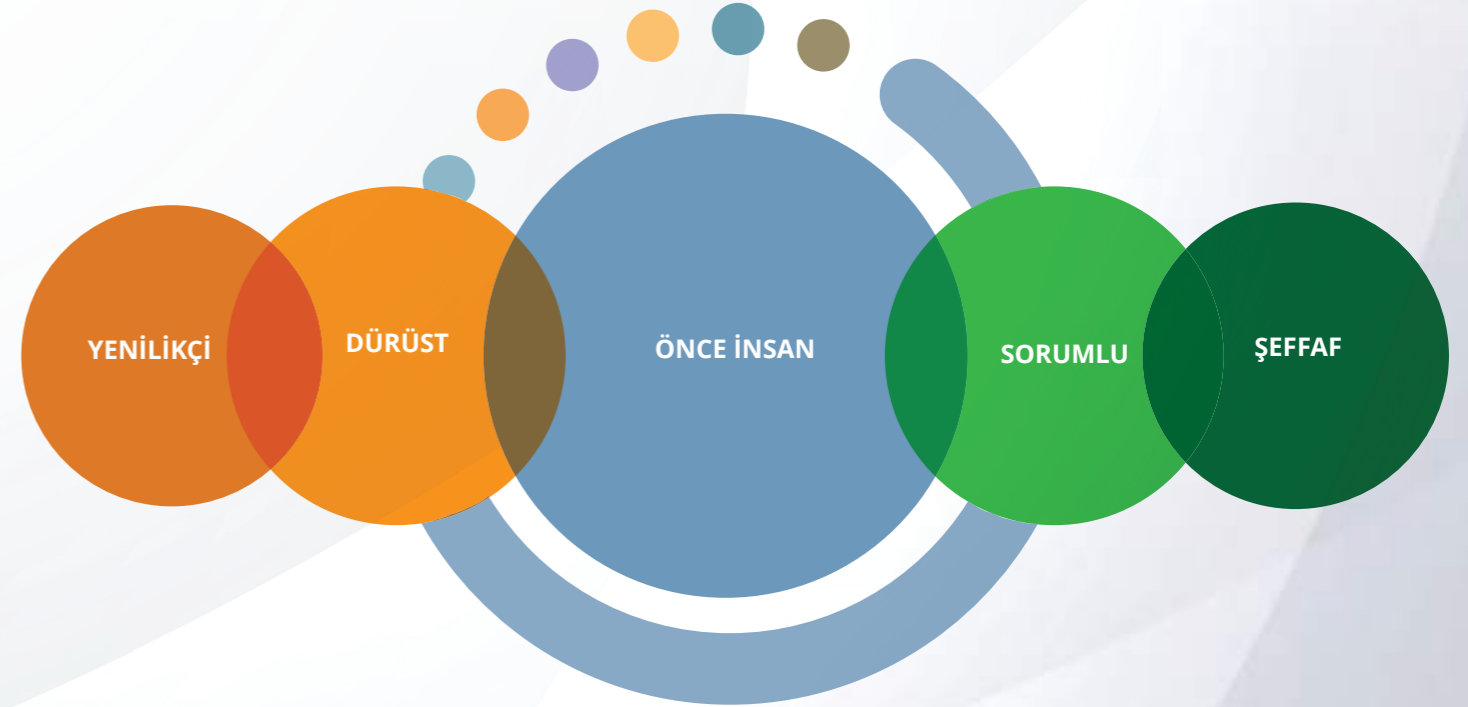 YENİLİKÇİ
DÜRÜST
ÖNCE İNSAN
SORUMLU
ŞEFFAF